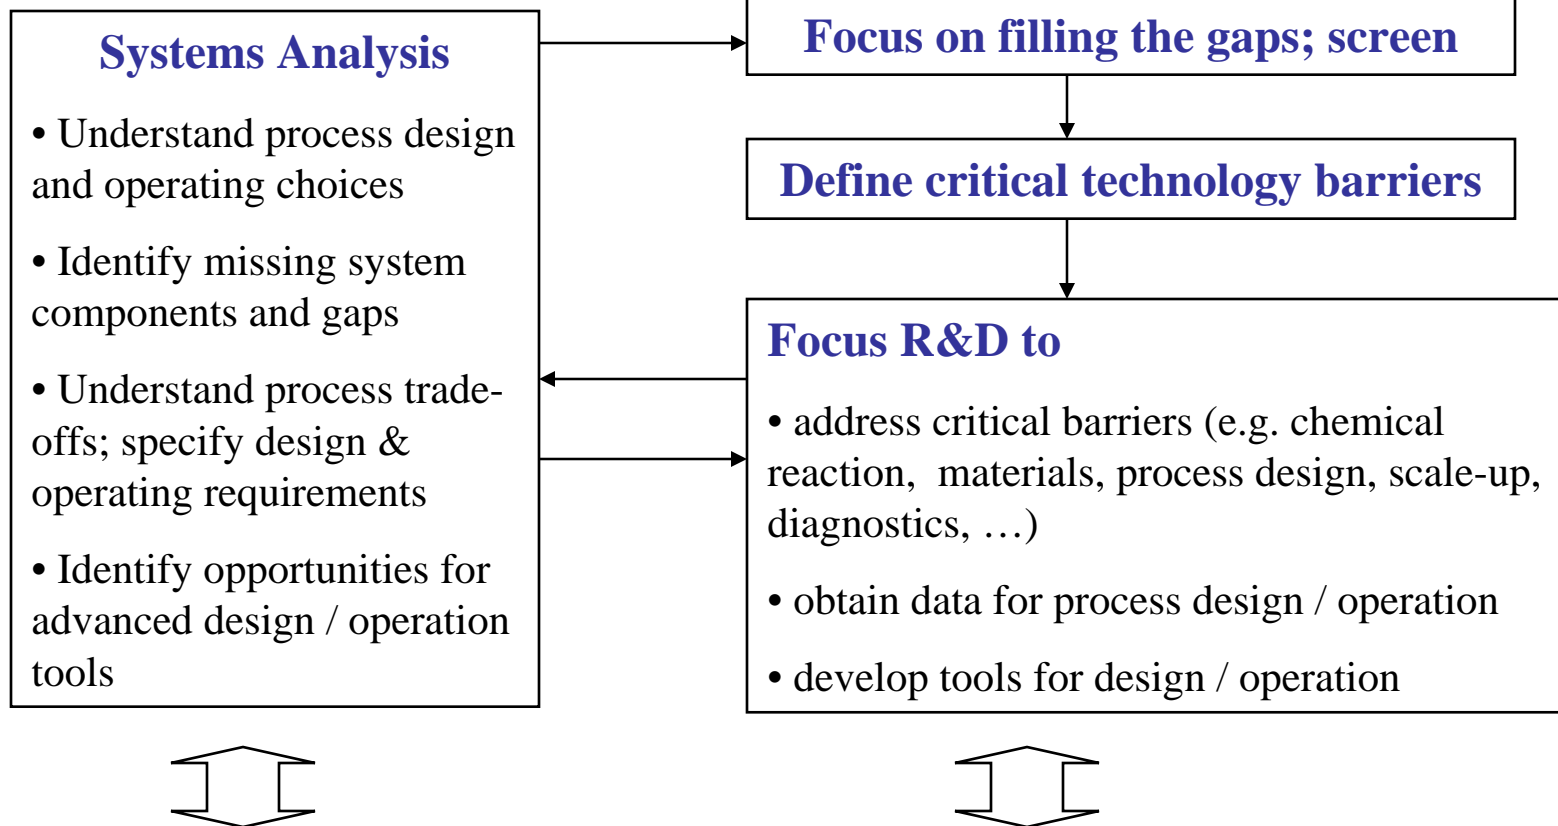 Systems Analysis
• Understand process design
and operating choices
• Identify missing system
components and gaps
• Understand process trade-
offs; specify design &
operating requirements
• Identify opportunities for
advanced design / operation
tools
Focus on filling the gaps; screen
Define critical technology barriers
Focus R&D to
• address critical barriers (e.g. chemical
reaction,  materials, process design, scale-up,
diagnostics, …)
• obtain data for process design / operation
• develop tools for design / operation